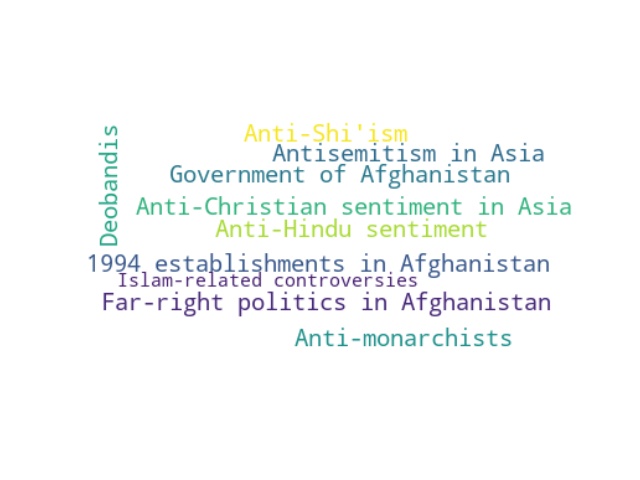 Deobandis
Anti-Shi'ism
Antisemitism in Asia
Government of Afghanistan
Anti-Christian sentiment in Asia
Anti-Hindu sentiment
1994 establishments in Afghanistan
Islam-related controversies
Far-right politics in Afghanistan
Anti-monarchists